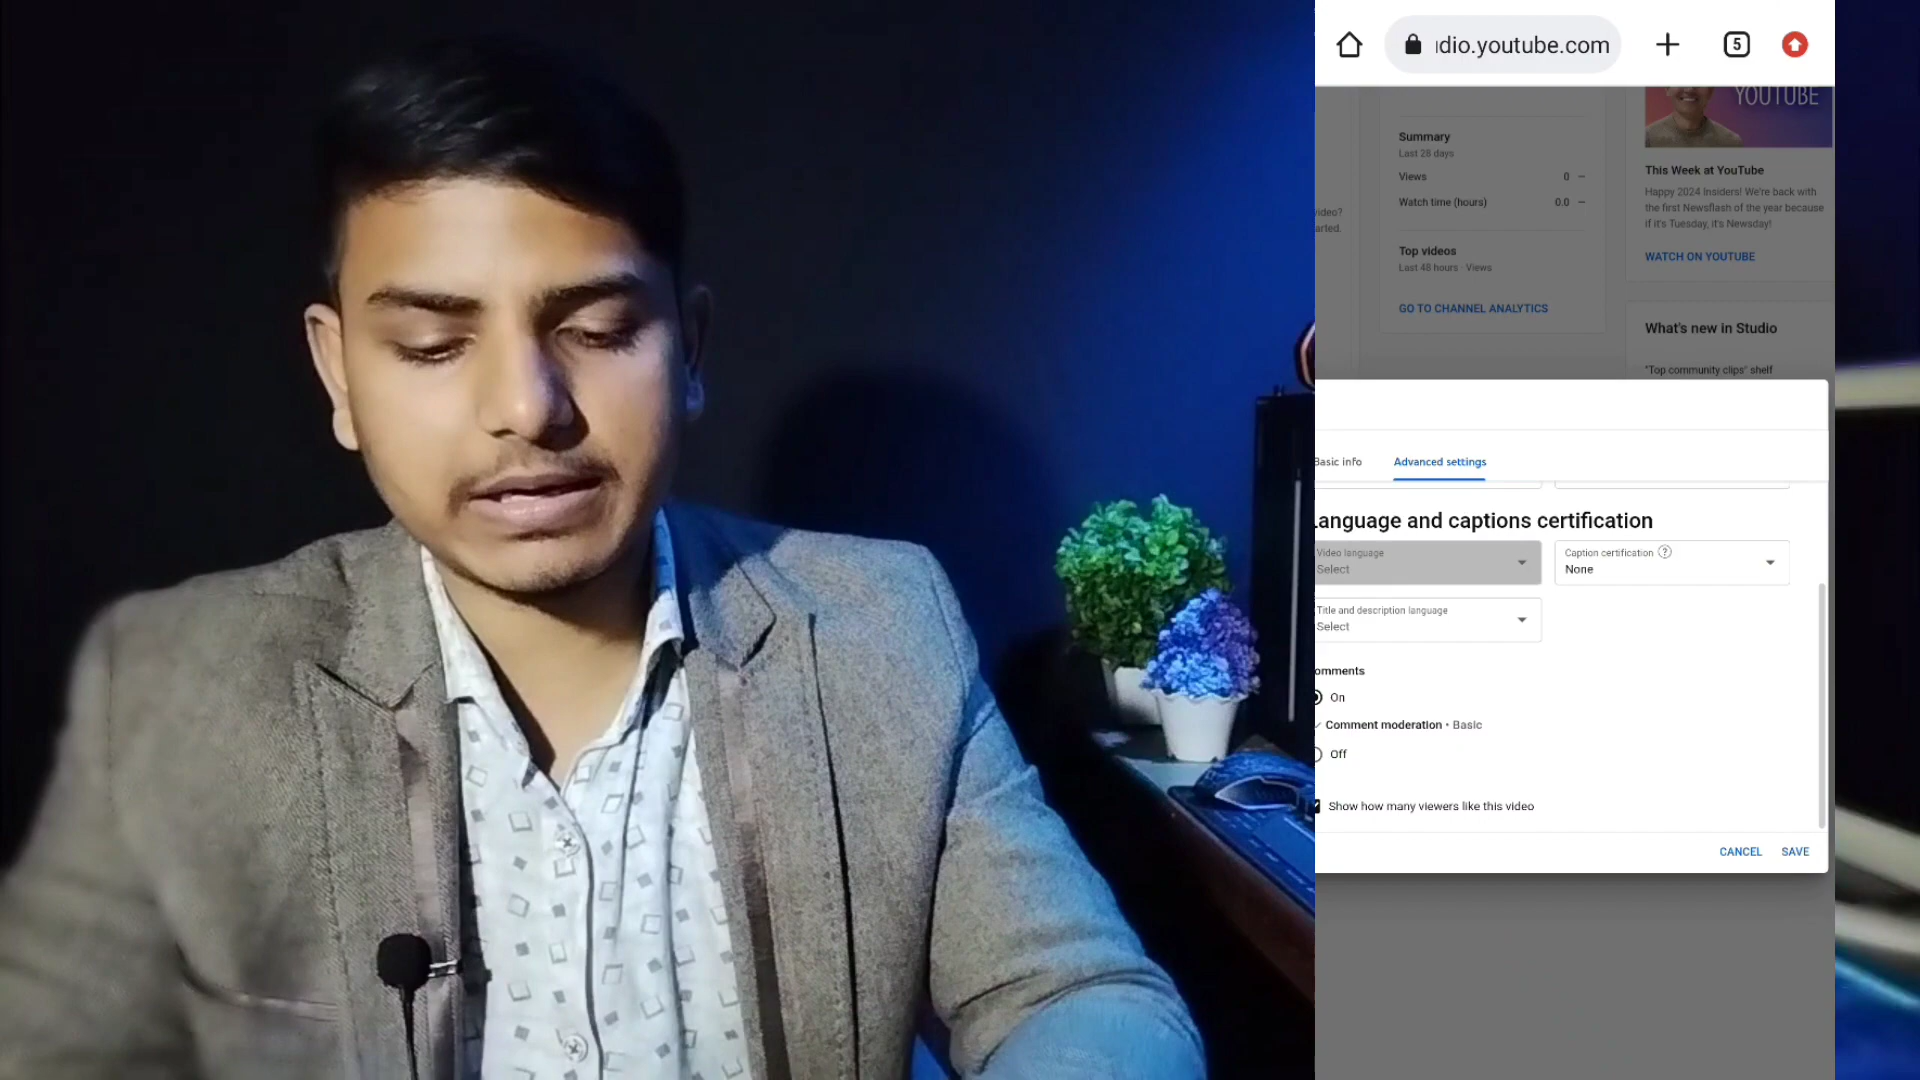 ıdio.youtube.com
5
YOUTUBE
Summary
Last 28 days
Views 0 –
Watch time (hours) 0.0 –
Top videos
Last 48 hours · Views
GO TO CHANNEL ANALYTICS
video?
arted.
This Week at YouTube
Happy 2024 Insiders! We're back with
the first Newsflash of the year because
if it's Tuesday, it's Newsday!
WATCH ON YOUTUBE
What's new in Studio
"Top community clips" shelf
Basic info
Advanced settings
Language and captions certification
Video language
Select
Caption certification ?
None
Title and description language
Select
omments
On
Comment moderation • Basic
Off
Show how many viewers like this video
CANCEL
SAVE